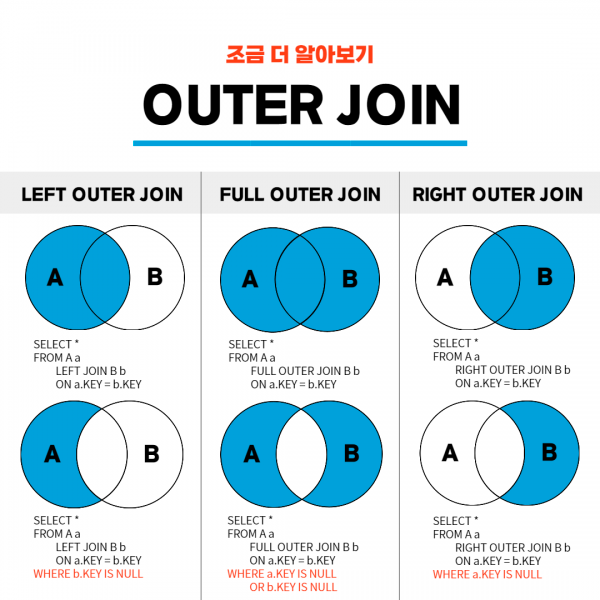 조금 더 알아보기
OUTER JOIN
LEFT OUTER JOIN
A
B
SELECT *
FROM A a
LEFT JOIN B b
ON a.KEY = b.KEY
A
B
SELECT *
FROM A a
LEFT JOIN B b
ON a.KEY = b.KEY
WHERE b.KEY IS NULL
FULL OUTER JOIN
A
B
SELECT *
FROM A a
FULL OUTER JOIN B b
ON a.KEY = b.KEY
A
B
SELECT *
FROM A a
FULL OUTER JOIN B b
ON a.KEY = b.KEY
WHERE a.KEY IS NULL
OR b.KEY IS NULL
RIGHT OUTER JOIN
A
B
SELECT *
FROM A a
RIGHT OUTER JOIN B b
ON a.KEY = b.KEY
A
B
SELECT *
FROM A a
RIGHT OUTER JOIN B b
ON a.KEY = b.KEY
WHERE a.KEY IS NULL